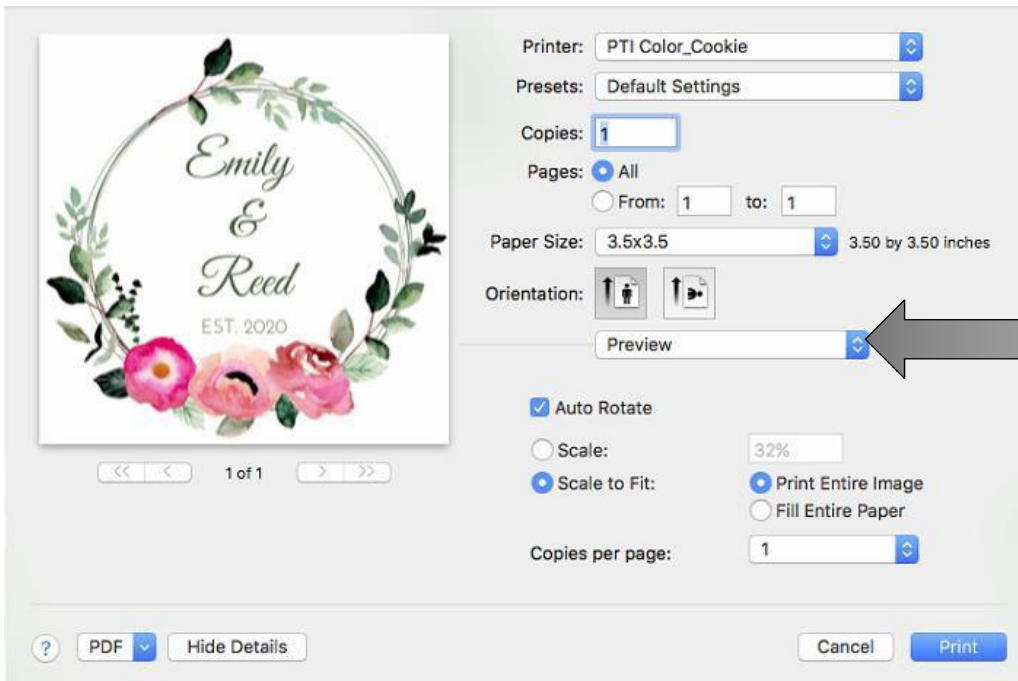 Emily
&
Reed
EST. 2020
<< < 1 of 1 > >>
Printer: PTI Color_Cookie
Presets: Default Settings
Copies: 1
Pages: All
From: 1 to: 1
Paper Size: 3.5x3.5 3.50 by 3.50 inches
Orientation:
Preview
Auto Rotate
Scale: 32%
Scale to Fit: Print Entire Image
Fill Entire Paper
Copies per page: 1
? PDF Hide Details Cancel Print